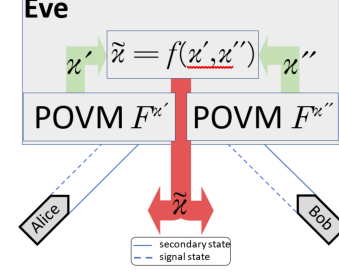 Eve
ϰ′ ϰ̃ = f(ϰ′,ϰ″) ϰ″
POVM F^ϰ′ POVM F^ϰ″
Alice ϰ̃ Bob
secondary state
signal state